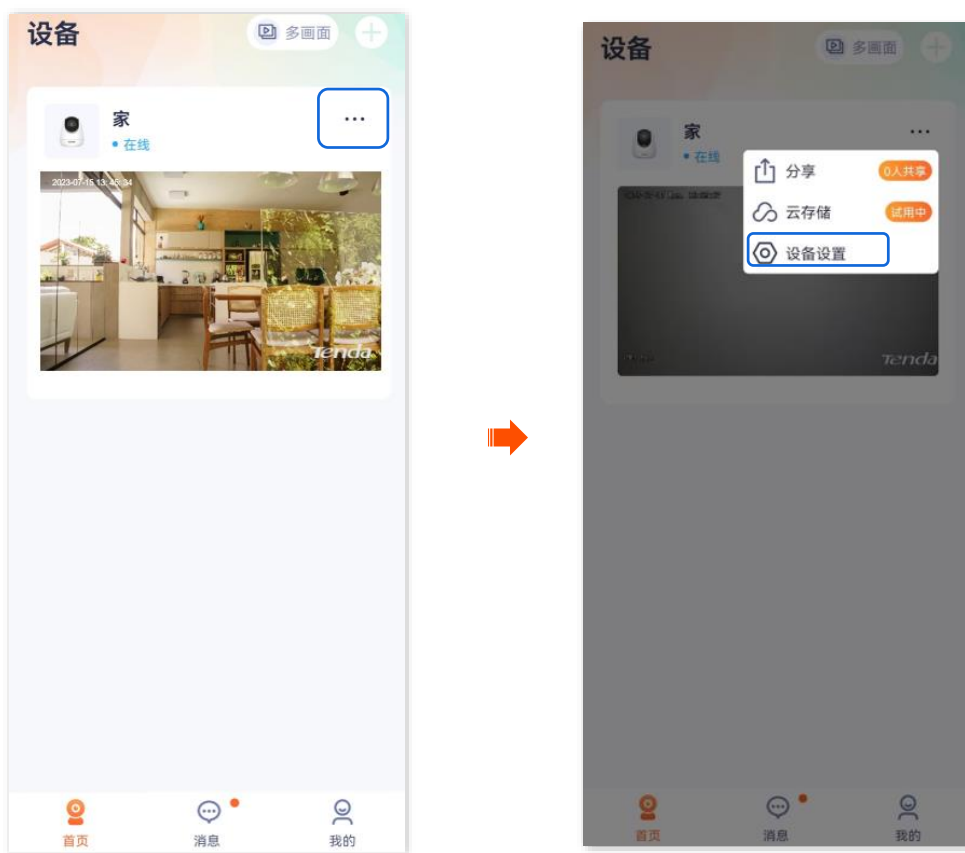 设备
多画面
家
在线
2023-07-15 13:45:34
Tenda
首页
消息
我的
设备
多画面
家
在线
分享
0人共享
云存储
试用中
设备设置
Tenda
首页
消息
我的